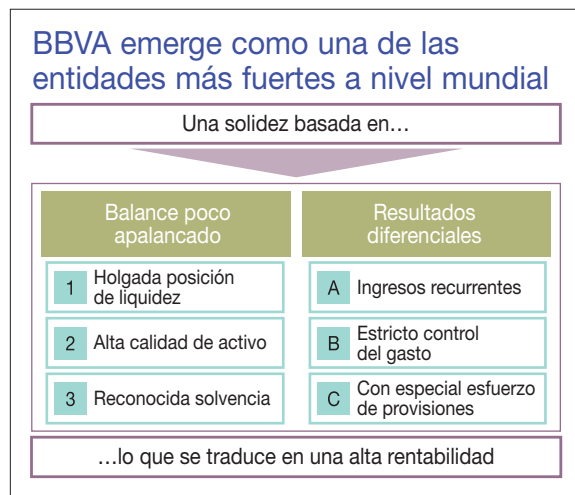 BBVA emerge como una de las
entidades más fuertes a nivel mundial
Una solidez basada en…
Balance poco
apalancado
1 Holgada posición
de liquidez
2 Alta calidad de activo
3 Reconocida solvencia
Resultados
diferenciales
A Ingresos recurrentes
B Estricto control
del gasto
C Con especial esfuerzo
de provisiones
…lo que se traduce en una alta rentabilidad